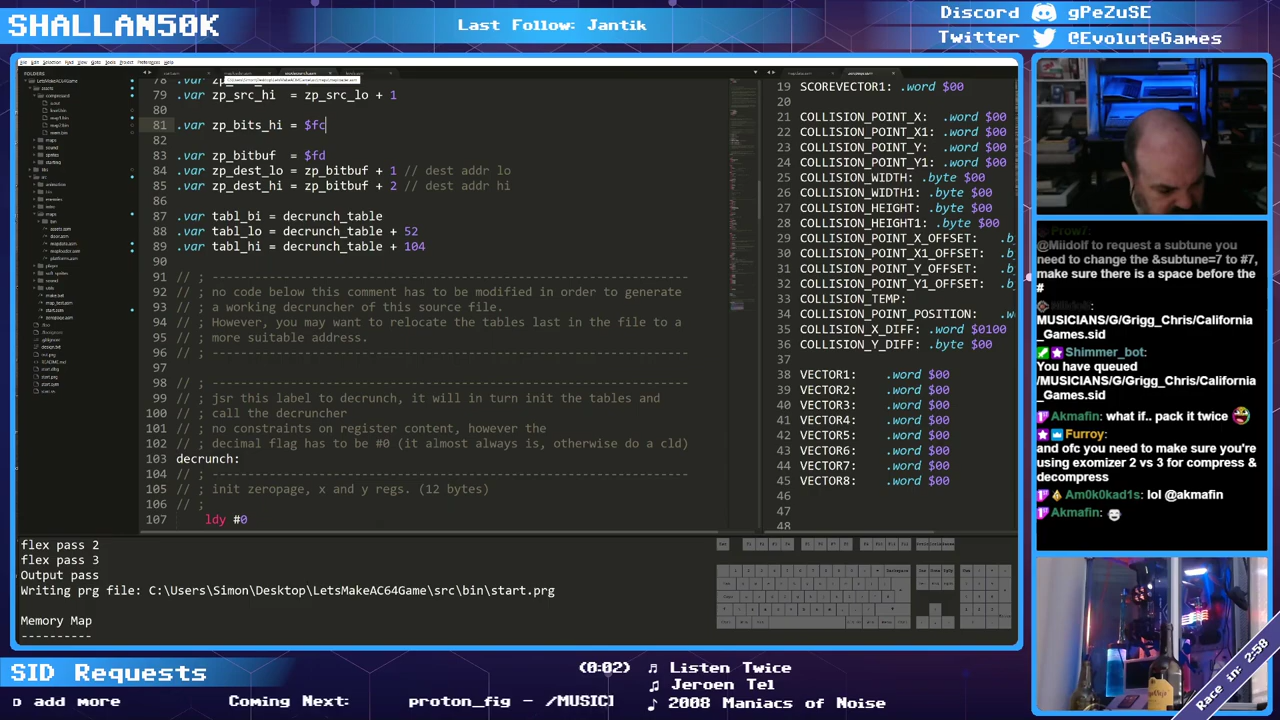 SHALLAN50K
Last Follow: Jantik
Discord gPeZuSE
Twitter @EvoluteGames
79 .var zp_src_hi = zp_src_lo + 1
80
81 .var zp_bits_hi = $fc
82
83 .var zp_bitbuf = $fd
84 .var zp_dest_lo = zp_bitbuf + 1 // dest addr lo
85 .var zp_dest_hi = zp_bitbuf + 2 // dest addr hi
86
87 .var tabl_bi = decrunch_table
88 .var tabl_lo = decrunch_table + 52
89 .var tabl_hi = decrunch_table + 104
90
91 // ; -------------------------------------------------------------------
92 // ; no code below this comment has to be modified in order to generate
93 // ; a working decruncher of this source file.
94 // ; However, you may want to relocate the tables last in the file to a
95 // ; more suitable address.
96 // ; -------------------------------------------------------------------
97
98 // ; -------------------------------------------------------------------
99 // ; jsr this label to decrunch, it will in turn init the tables and
100 // ; call the decruncher
101 // ; no constraints on register content, however the
102 // ; decimal flag has to be #0 (it almost always is, otherwise do a cld)
103 decrunch:
104 // ; -------------------------------------------------------------------
105 // ; init zeropage, x and y regs. (12 bytes)
106 // ;
107 ldy #0
19 SCOREVECTOR1: .word $00
20
21 COLLISION_POINT_X: .word $00
22 COLLISION_POINT_X1: .word $00
23 COLLISION_POINT_Y: .word $00
24 COLLISION_POINT_Y1: .word $00
25 COLLISION_WIDTH: .byte $00
26 COLLISION_WIDTH1: .byte $00
27 COLLISION_HEIGHT: .byte $00
28 COLLISION_HEIGHT1: .byte $00
29 COLLISION_POINT_X_OFFSET: .b
30 COLLISION_POINT_X1_OFFSET: .b
31 COLLISION_POINT_Y_OFFSET: .b
32 COLLISION_POINT_Y1_OFFSET: .b
33 COLLISION_TEMP:
34 COLLISION_POINT_POSITION: .w
35 COLLISION_X_DIFF: $0100
36 COLLISION_Y_DIFF: .byte $00
37
38 VECTOR1: .word $00
39 VECTOR2: .word $00
40 VECTOR3: .word $00
41 VECTOR4: .word $00
42 VECTOR5: .word $00
43 VECTOR6: .word $00
44 VECTOR7: .word $00
45 VECTOR8: .word $00
46
47
48
flex pass 2
flex pass 3
Output pass
Writing prg file: C:\Users\Simon\Desktop\LetsMakeAC64Game\src\bin\start.prg
Memory Map
----------
@Miidolf to request a subtune you
need to change the &subtune=7 to #7,
make sure there is a space before the
#
MUSICIANS/G/Grigg_Chris/California
_Games.sid
Shimmer_bot:
You have queued
/MUSICIANS/G/Grigg_Chris/California
_Games.sid
Akmafin: what if.. pack it twice
Furroy:
and ofc you need to make sure you're
using exomizer 2 vs 3 for compress &
decompress
Am0k0kad1s: lol @akmafin
Akmafin:
Race in: 2:58
SID Requests
o add more
Coming Next:
proton_fig - /MUSIC]
(0:02)
Listen Twice
Jeroen Tel
2008 Maniacs of Noise